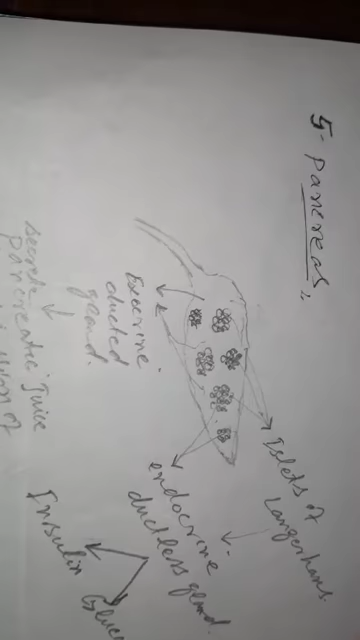 5- Pancreas,,
Exocrine
ducted
gland.
secrete
pancreatic Juice
Islets of
Langerhans.
endocrine
ductless gland.
Insulin